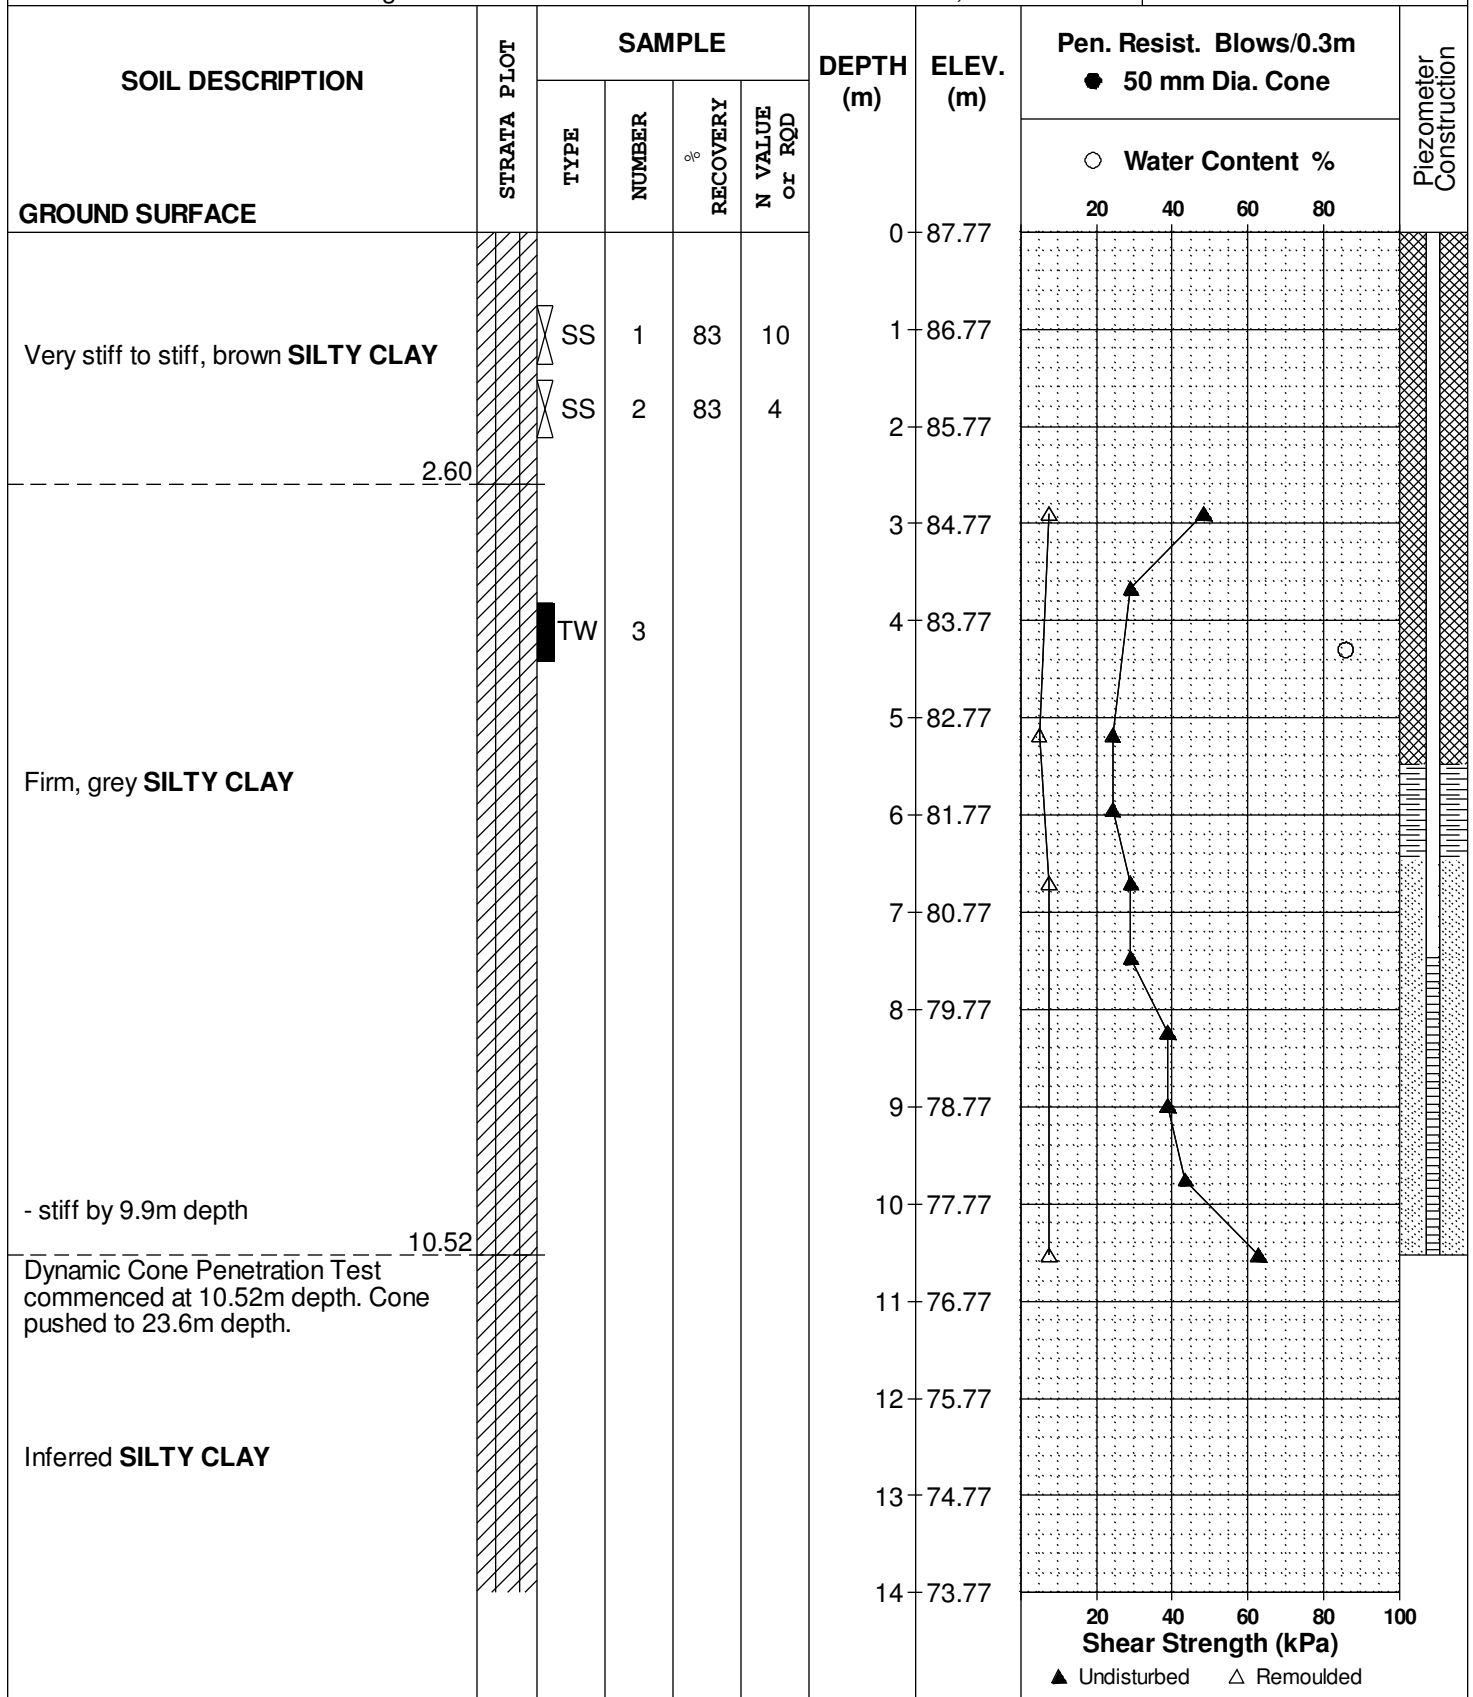 SOIL DESCRIPTION
GROUND SURFACE
STRATA PLOT
SAMPLE
TYPE
NUMBER
%
RECOVERY
N VALUE
or RQD
DEPTH
(m)
ELEV.
(m)
Pen. Resist. Blows/0.3m
● 50 mm Dia. Cone
○ Water Content %
20 40 60 80
Piezometer
Construction
0 87.77
SS 1 83 10
1 86.77
Very stiff to stiff, brown SILTY CLAY
SS 2 83 4
2 85.77
2.60
3 84.77
TW 3
4 83.77
5 82.77
Firm, grey SILTY CLAY
6 81.77
7 80.77
8 79.77
9 78.77
- stiff by 9.9m depth
10 77.77
10.52
Dynamic Cone Penetration Test
commenced at 10.52m depth. Cone
pushed to 23.6m depth.
11 76.77
12 75.77
Inferred SILTY CLAY
13 74.77
14 73.77
20 40 60 80 100
Shear Strength (kPa)
▲ Undisturbed △ Remoulded